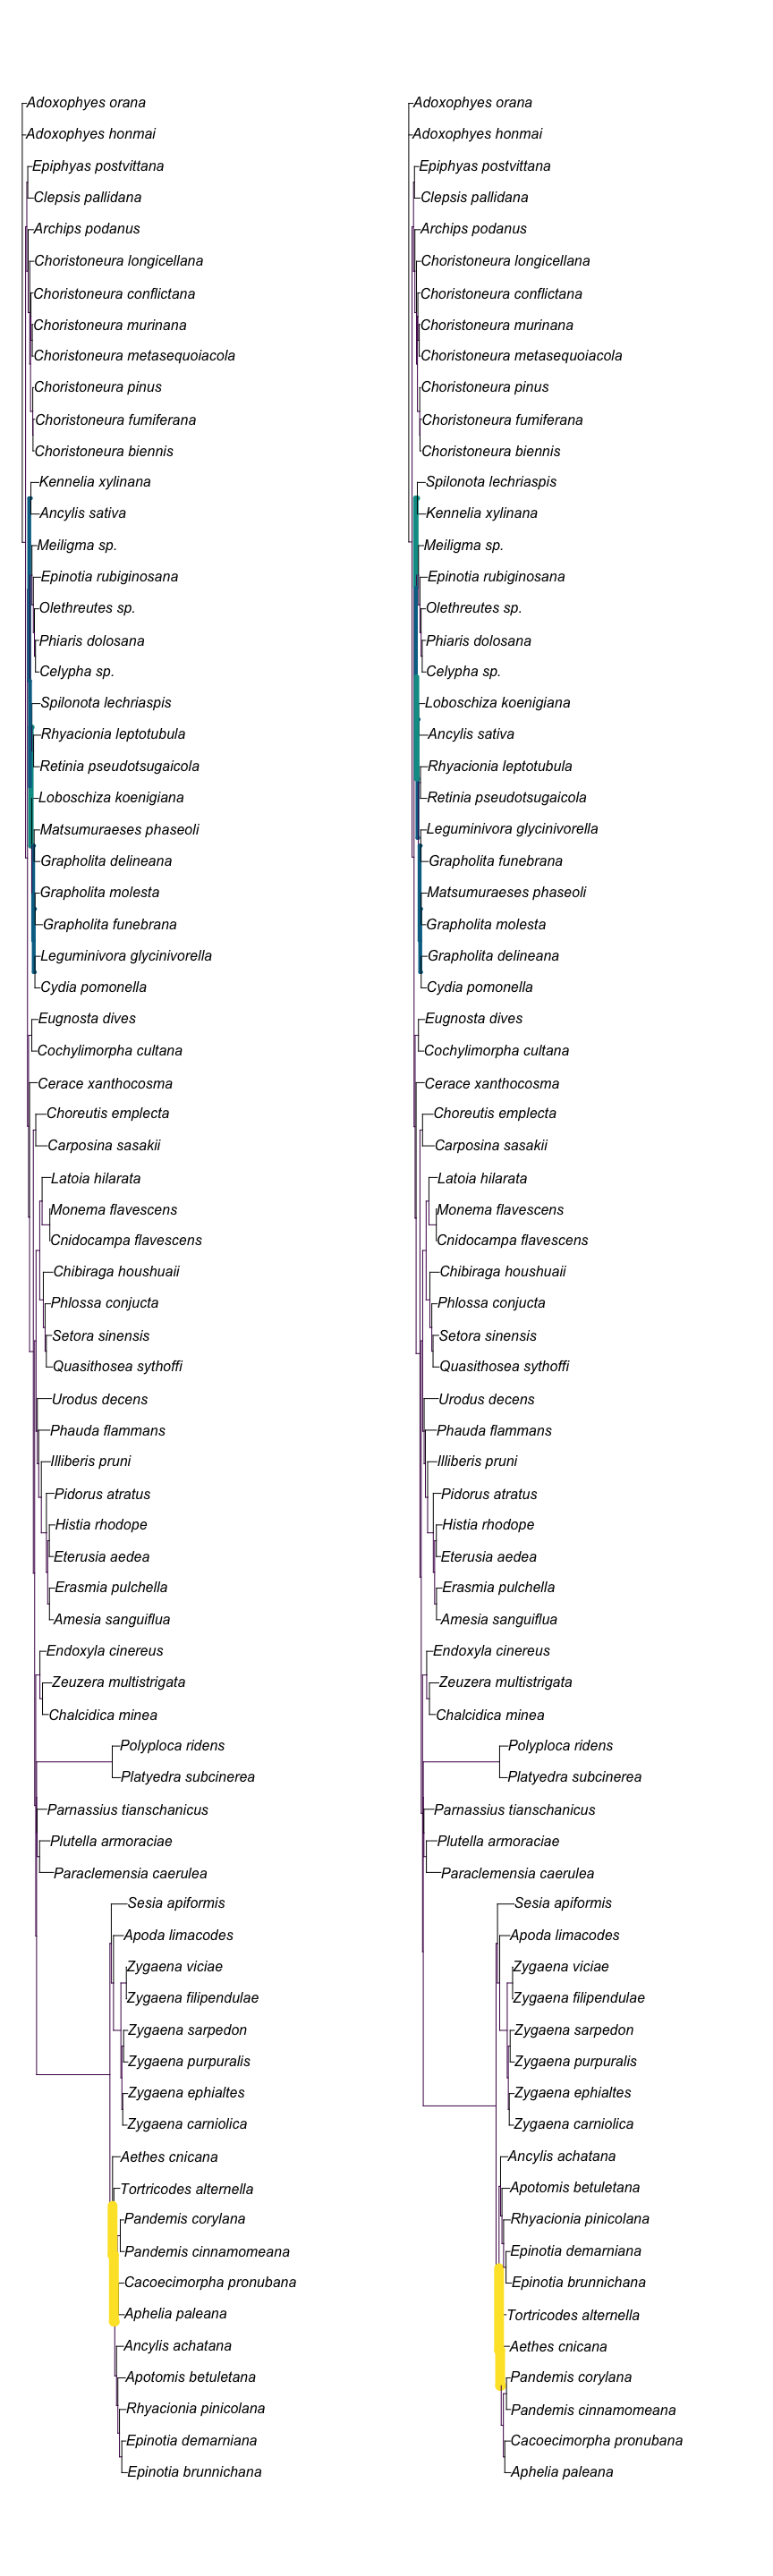 Adoxophyes orana
Adoxophyes honmai
Epiphyas postvittana
Clepsis pallidana
Archips podanus
Choristoneura longicellana
Choristoneura conflictana
Choristoneura murinana
Choristoneura metasequoiacola
Choristoneura pinus
Choristoneura fumiferana
Choristoneura biennis
Kennelia xylinana
Ancylis sativa
Meiligma sp.
Epinotia rubiginosana
Olethreutes sp.
Phiaris dolosana
Celypha sp.
Spilonota lechriaspis
Rhyacionia leptotubula
Retinia pseudotsugaicola
Loboschiza koenigiana
Matsumuraeses phaseoli
Grapholita delineana
Grapholita molesta
Grapholita funebrana
Leguminivora glycinivorella
Cydia pomonella
Eugnosta dives
Cochylimorpha cultana
Cerace xanthocosma
Choreutis emplecta
Carposina sasakii
Latoia hilarata
Monema flavescens
Cnidocampa flavescens
Chibiraga houshuaii
Phlossa conjucta
Setora sinensis
Quasithosea sythoffi
Urodus decens
Phauda flammans
Illiberis pruni
Pidorus atratus
Histia rhodope
Eterusia aedea
Erasmia pulchella
Amesia sanguiflua
Endoxyla cinereus
Zeuzera multistrigata
Chalcidica minea
Polyploca ridens
Platyedra subcinerea
Parnassius tianschanicus
Plutella armoraciae
Paraclemensia caerulea
Sesia apiformis
Apoda limacodes
Zygaena viciae
Zygaena filipendulae
Zygaena sarpedon
Zygaena purpuralis
Zygaena ephialtes
Zygaena carniolica
Aethes cnicana
Tortricodes alternella
Pandemis corylana
Pandemis cinnamomeana
Cacoecimorpha pronubana
Aphelia paleana
Ancylis achatana
Apotomis betuletana
Rhyacionia pinicolana
Epinotia demarniana
Epinotia brunnichana
Adoxophyes orana
Adoxophyes honmai
Epiphyas postvittana
Clepsis pallidana
Archips podanus
Choristoneura longicellana
Choristoneura conflictana
Choristoneura murinana
Choristoneura metasequoiacola
Choristoneura pinus
Choristoneura fumiferana
Choristoneura biennis
Spilonota lechriaspis
Kennelia xylinana
Meiligma sp.
Epinotia rubiginosana
Olethreutes sp.
Phiaris dolosana
Celypha sp.
Loboschiza koenigiana
Ancylis sativa
Rhyacionia leptotubula
Retinia pseudotsugaicola
Leguminivora glycinivorella
Grapholita funebrana
Matsumuraeses phaseoli
Grapholita molesta
Grapholita delineana
Cydia pomonella
Eugnosta dives
Cochylimorpha cultana
Cerace xanthocosma
Choreutis emplecta
Carposina sasakii
Latoia hilarata
Monema flavescens
Cnidocampa flavescens
Chibiraga houshuaii
Phlossa conjucta
Setora sinensis
Quasithosea sythoffi
Urodus decens
Phauda flammans
Illiberis pruni
Pidorus atratus
Histia rhodope
Eterusia aedea
Erasmia pulchella
Amesia sanguiflua
Endoxyla cinereus
Zeuzera multistrigata
Chalcidica minea
Polyploca ridens
Platyedra subcinerea
Parnassius tianschanicus
Plutella armoraciae
Paraclemensia caerulea
Sesia apiformis
Apoda limacodes
Zygaena viciae
Zygaena filipendulae
Zygaena sarpedon
Zygaena purpuralis
Zygaena ephialtes
Zygaena carniolica
Ancylis achatana
Apotomis betuletana
Rhyacionia pinicolana
Epinotia demarniana
Epinotia brunnichana
Tortricodes alternella
Aethes cnicana
Pandemis corylana
Pandemis cinnamomeana
Cacoecimorpha pronubana
Aphelia paleana